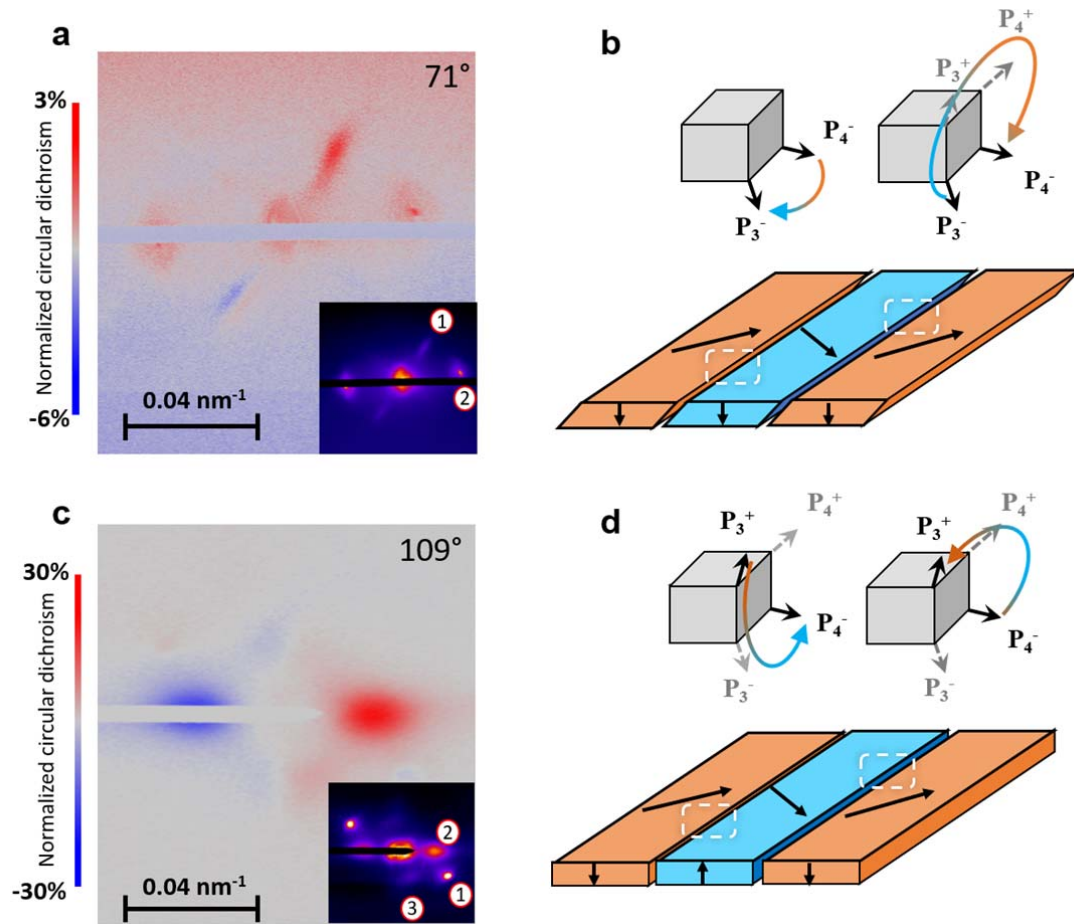 a
71°
3%
Normalized circular dichroism
-6%
0.04 nm⁻¹
1
2
b
P₄⁺
P₃⁺
P₄⁻
P₃⁻
P₄⁻
P₃⁻
c
109°
30%
Normalized circular dichroism
-30%
0.04 nm⁻¹
2
1
3
d
P₃⁺
P₄⁺
P₄⁻
P₃⁻
P₄⁺
P₃⁺
P₄⁻
P₃⁻